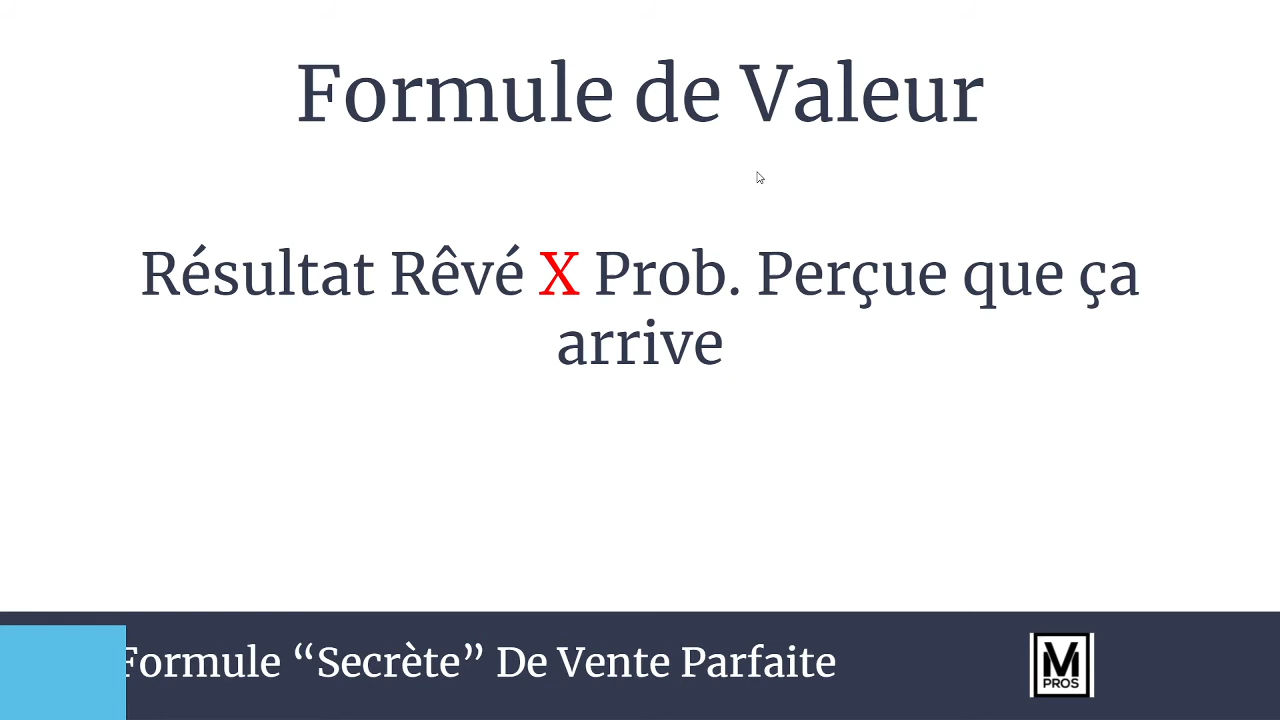 Formule de Valeur
Résultat Rêvé X Prob. Perçue que ça
arrive
Formule “Secrète” De Vente Parfaite
M
PROS